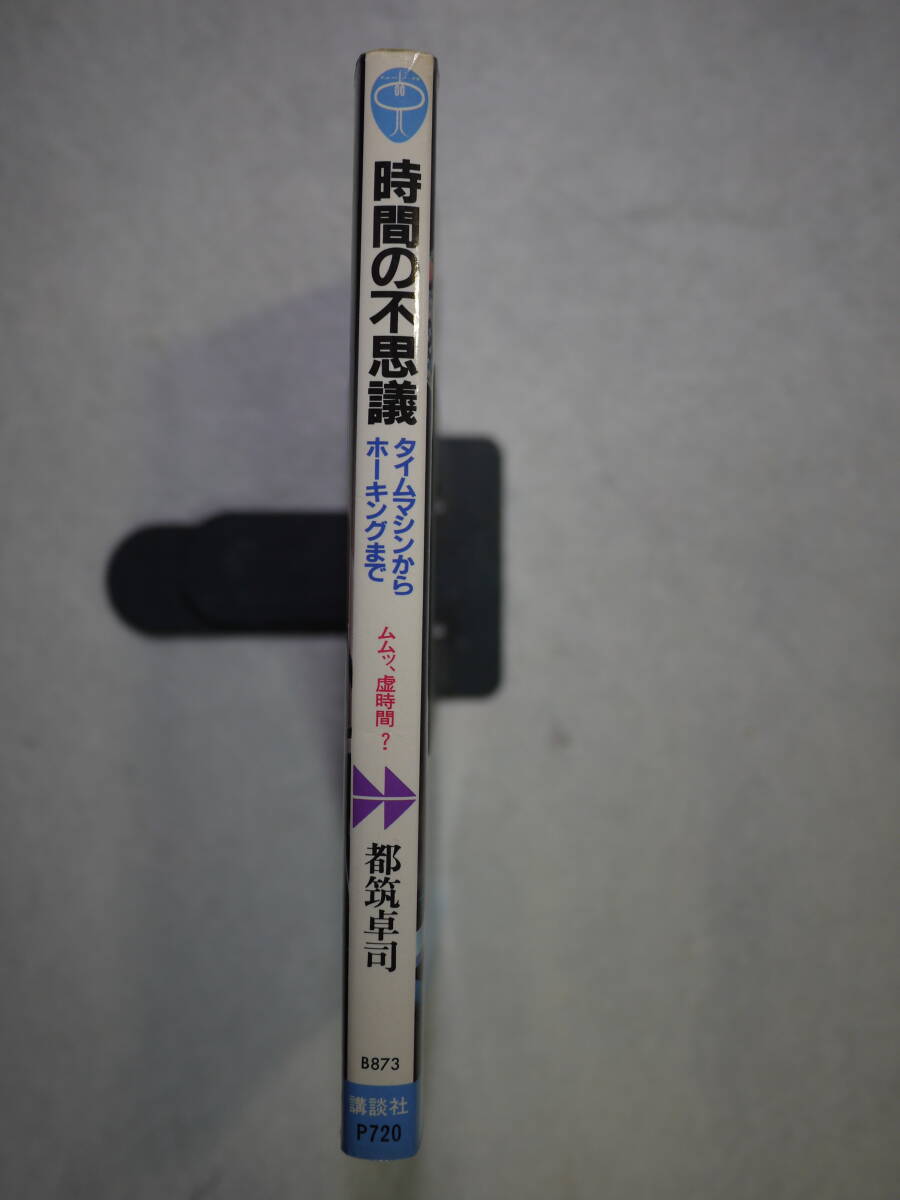 時間の不思議
タイムマシンから
ホーキングまで
ムムッ、虚時間？
都筑卓司
B873
講談社
P720